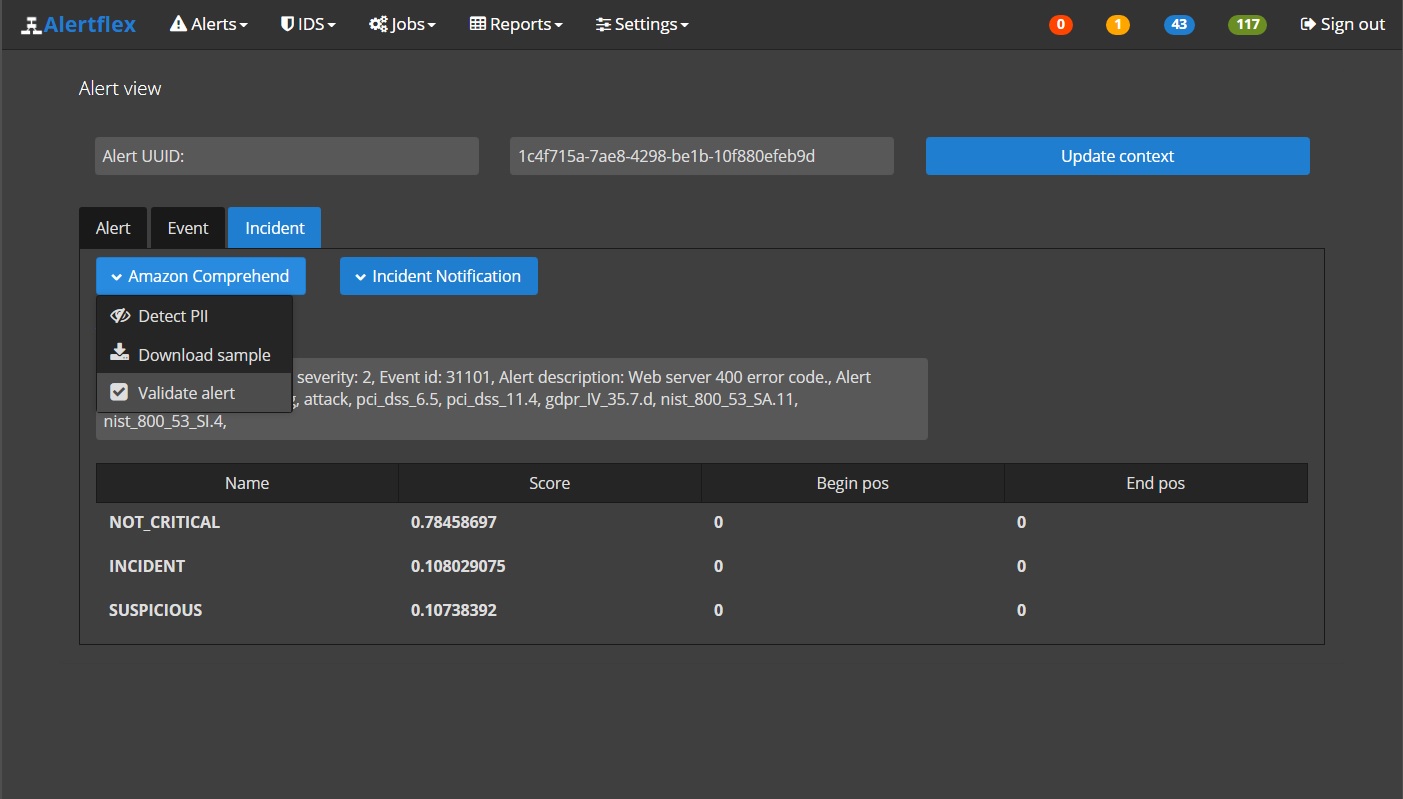 Alertflex Alerts IDS Jobs Reports Settings 0 1 43 117 Sign out
Alert view
Alert UUID: 1c4f715a-7ae8-4298-be1b-10f880efeb9d Update context
Alert Event Incident
Amazon Comprehend Incident Notification
Detect PII
Download sample
Validate alert
severity: 2, Event id: 31101, Alert description: Web server 400 error code., Alert
, attack, pci_dss_6.5, pci_dss_11.4, gdpr_IV_35.7.d, nist_800_53_SA.11,
nist_800_53_SI.4,
Name Score Begin pos End pos
NOT_CRITICAL 0.78458697 0 0
INCIDENT 0.108029075 0 0
SUSPICIOUS 0.10738392 0 0